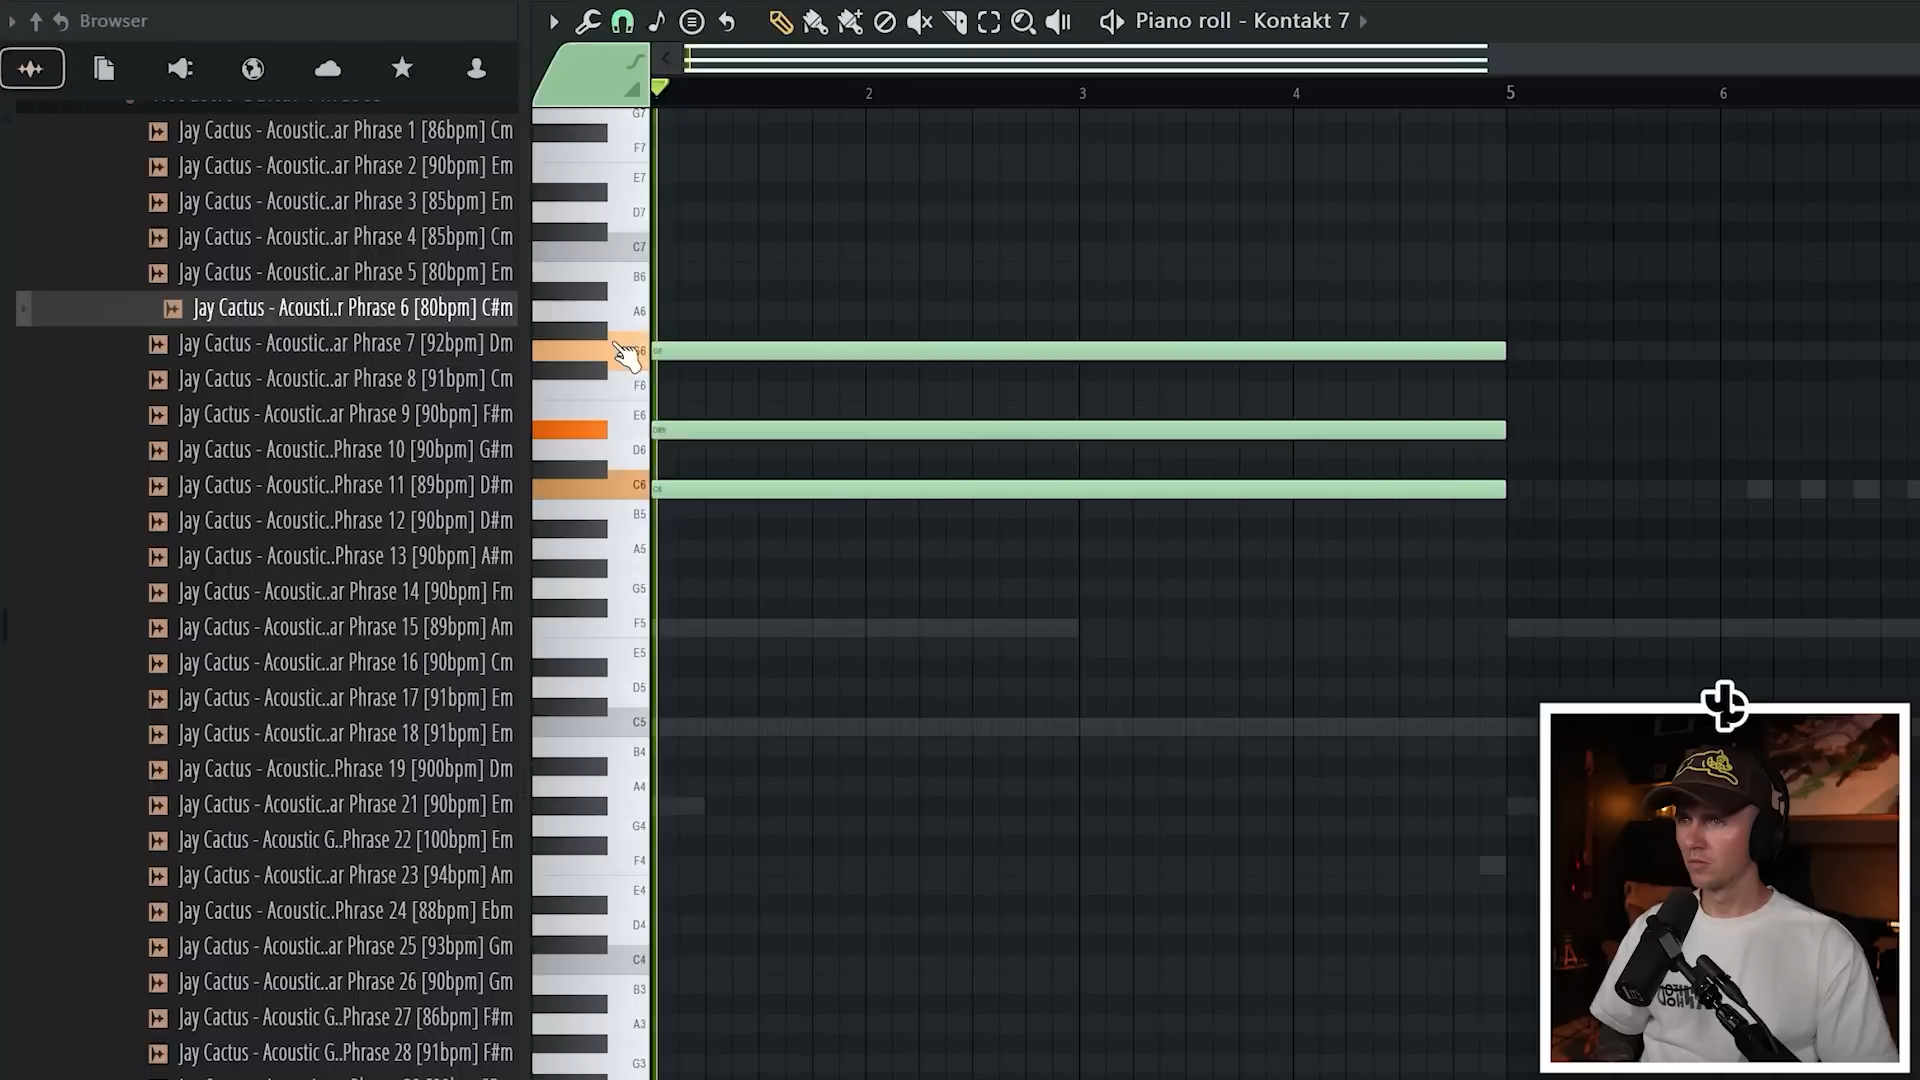 Browser
Piano roll - Kontakt 7
2 3 4 5 6
Jay Cactus - Acoustic..ar Phrase 1 [86bpm] Cm
Jay Cactus - Acoustic..ar Phrase 2 [90bpm] Em
Jay Cactus - Acoustic..ar Phrase 3 [85bpm] Em
Jay Cactus - Acoustic..ar Phrase 4 [85bpm] Cm
Jay Cactus - Acoustic..ar Phrase 5 [80bpm] Em
Jay Cactus - Acousti..r Phrase 6 [80bpm] C#m
Jay Cactus - Acoustic..ar Phrase 7 [92bpm] Dm
Jay Cactus - Acoustic..ar Phrase 8 [91bpm] Cm
Jay Cactus - Acoustic..ar Phrase 9 [90bpm] F#m
Jay Cactus - Acoustic..Phrase 10 [90bpm] G#m
Jay Cactus - Acoustic..Phrase 11 [89bpm] D#m
Jay Cactus - Acoustic..Phrase 12 [90bpm] D#m
Jay Cactus - Acoustic..Phrase 13 [90bpm] A#m
Jay Cactus - Acoustic..ar Phrase 14 [90bpm] Fm
Jay Cactus - Acoustic..ar Phrase 15 [89bpm] Am
Jay Cactus - Acoustic..ar Phrase 16 [90bpm] Cm
Jay Cactus - Acoustic..ar Phrase 17 [91bpm] Em
Jay Cactus - Acoustic..ar Phrase 18 [91bpm] Em
Jay Cactus - Acoustic..Phrase 19 [900bpm] Dm
Jay Cactus - Acoustic..ar Phrase 21 [90bpm] Em
Jay Cactus - Acoustic G..Phrase 22 [100bpm] Em
Jay Cactus - Acoustic..ar Phrase 23 [94bpm] Am
Jay Cactus - Acoustic..Phrase 24 [88bpm] Ebm
Jay Cactus - Acoustic..ar Phrase 25 [93bpm] Gm
Jay Cactus - Acoustic..ar Phrase 26 [90bpm] Gm
Jay Cactus - Acoustic G..Phrase 27 [86bpm] F#m
Jay Cactus - Acoustic G..Phrase 28 [91bpm] F#m
G7
F7
E7
D7
C7
B6
A6
F6
E6
D6
C6
B5
A5
G5
F5
E5
D5
C5
B4
A4
G4
F4
E4
D4
C4
B3
A3
G3